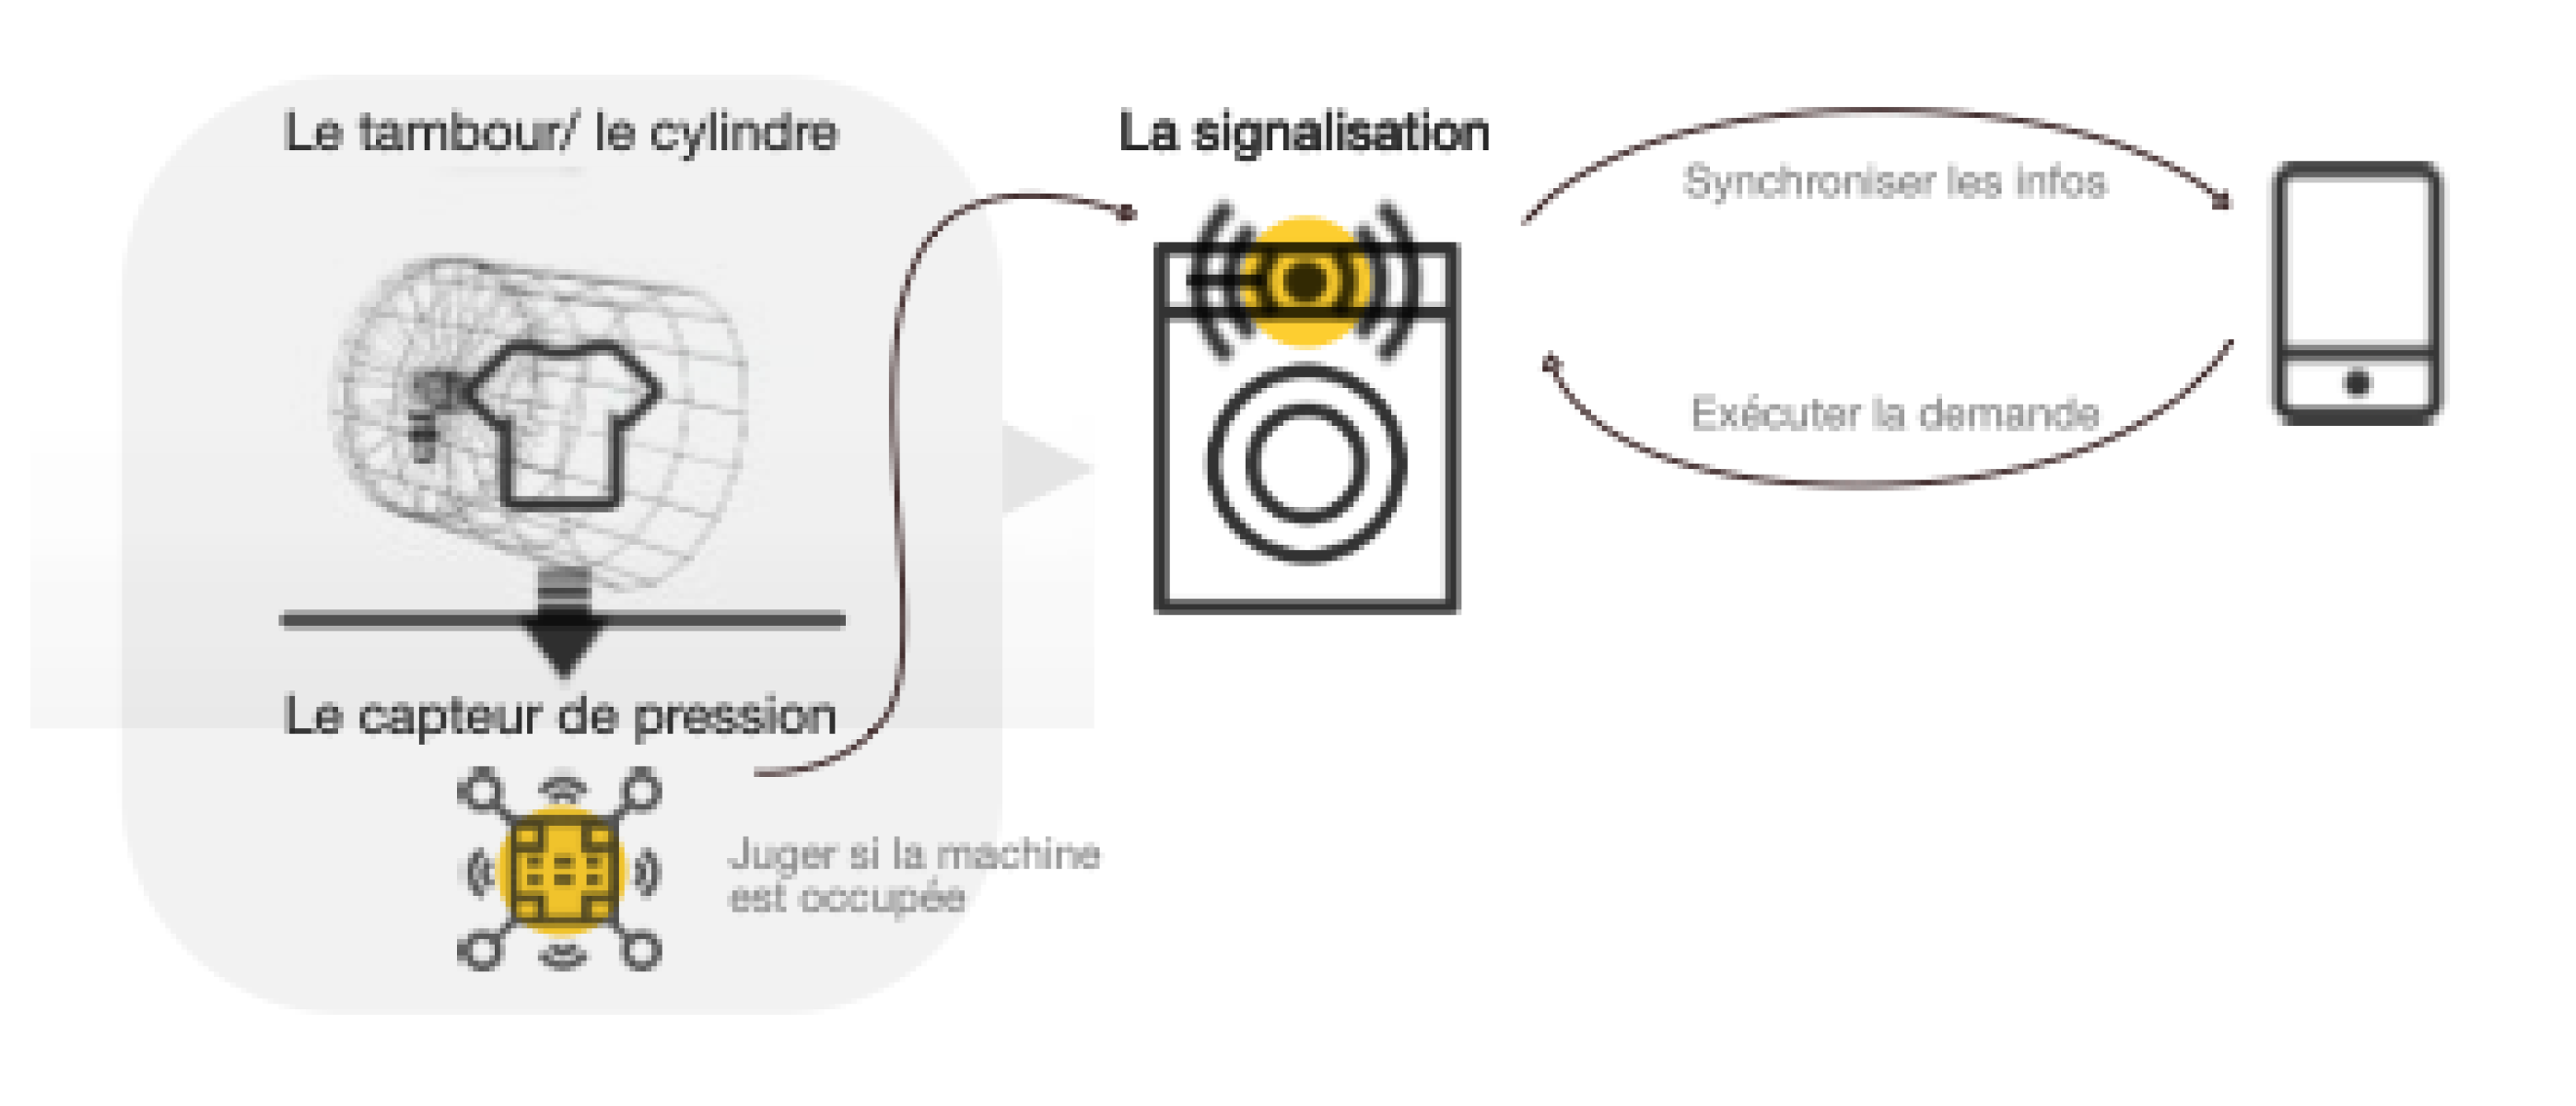 Le tambour/ le cylindre
La signalisation
Synchroniser les infos
Exécuter la demande
Le capteur de pression
Juger si la machine
est occupée